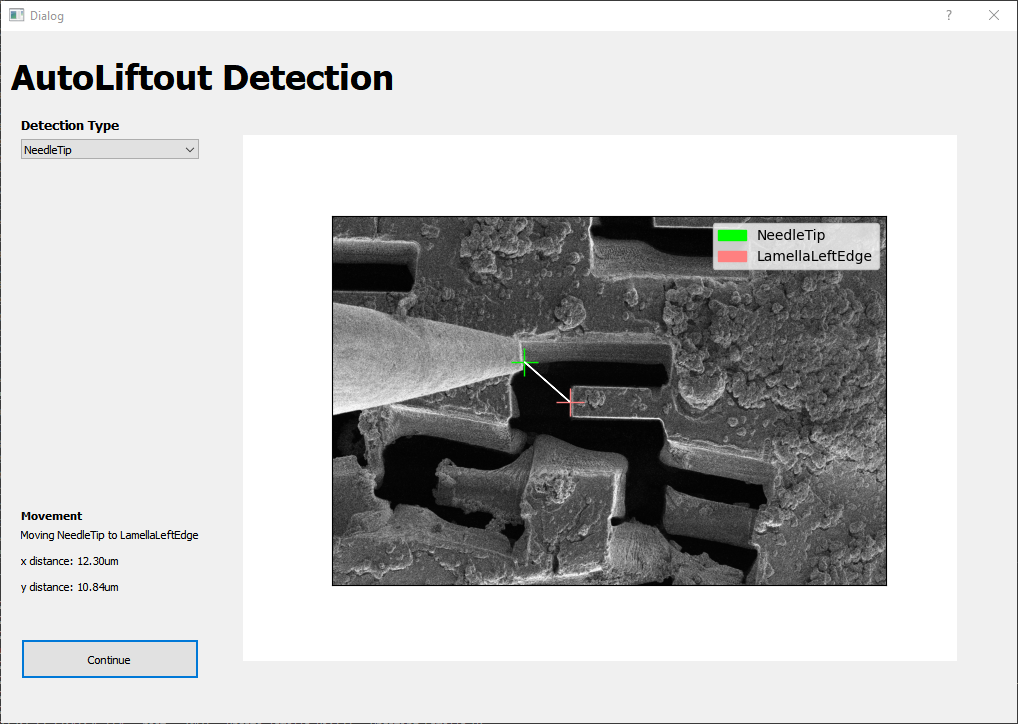 Dialog
?
AutoLiftout Detection
Detection Type
NeedleTip
NeedleTip
LamellaLeftEdge
Movement
Moving NeedleTip to LamellaLeftEdge
x distance: 12.30um
y distance: 10.84um
Continue